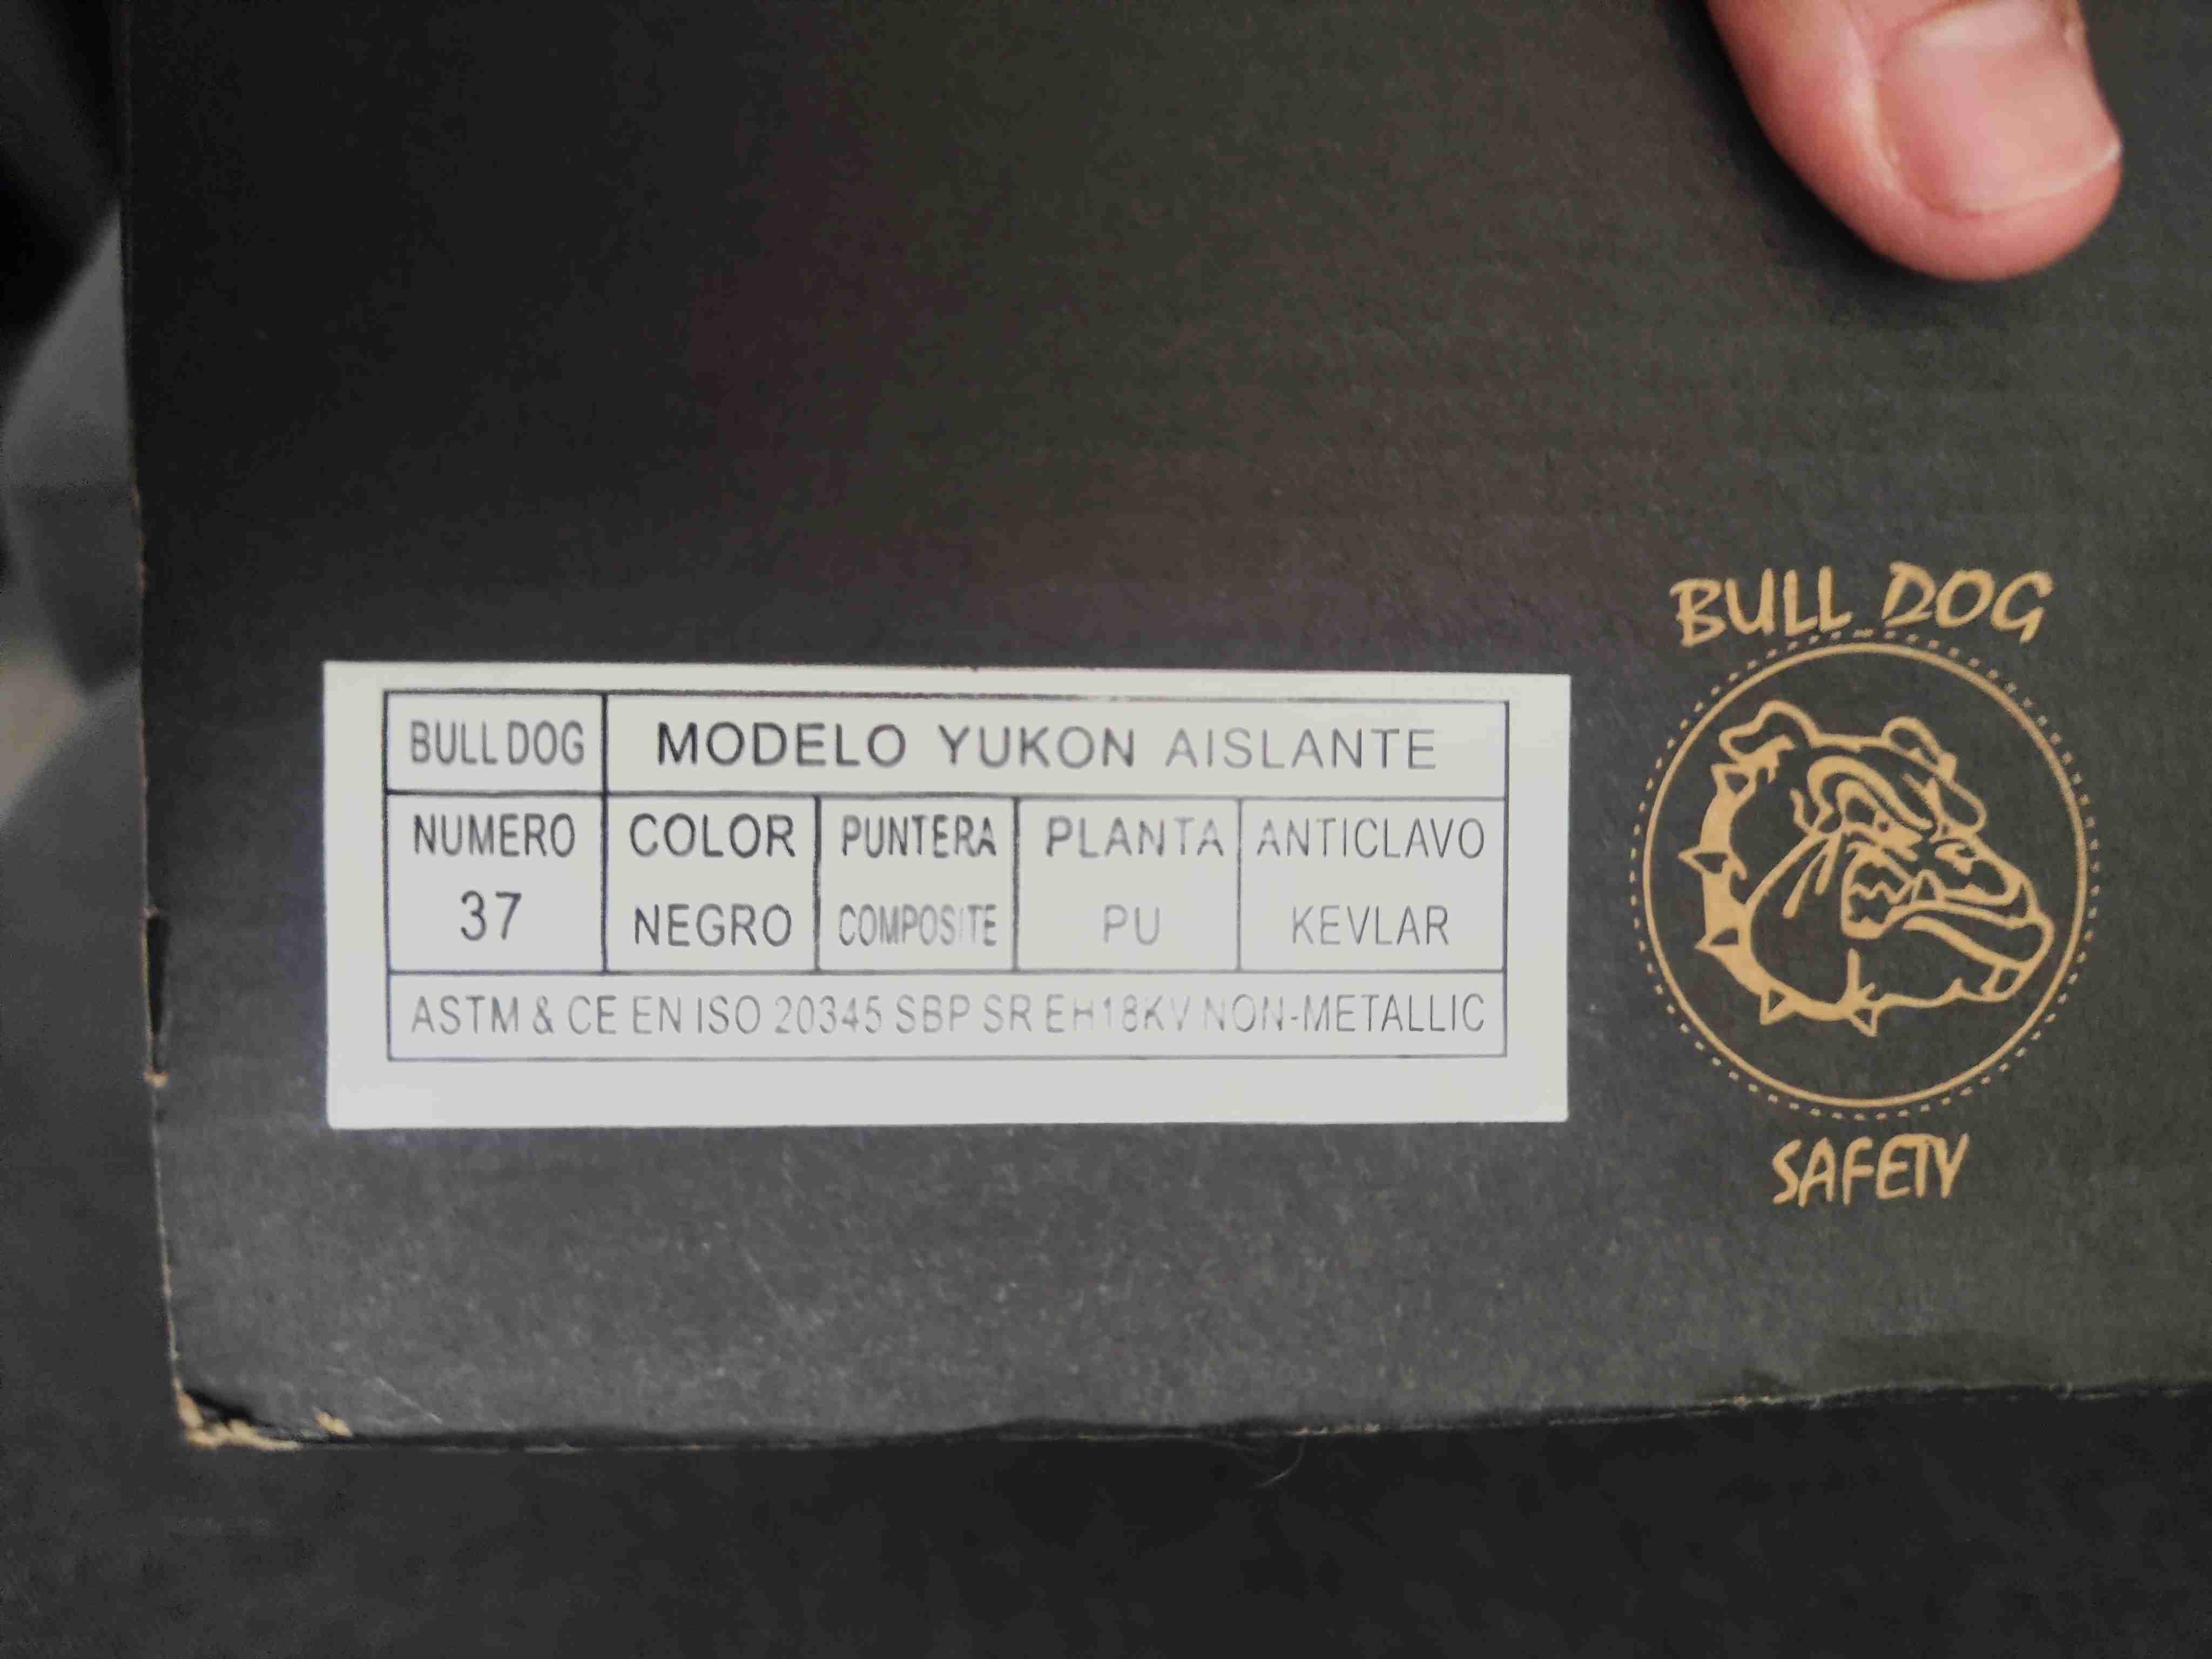 BULL DOG MODELO YUKON AISLANTE
NUMERO COLOR PUNTERA PLANTA ANTICLAVO
37 NEGRO COMPOSITE PU KEVLAR
ASTM & CE EN ISO 20345 SBP SR EH18KV NON-METALLIC
BULL DOG
SAFETY